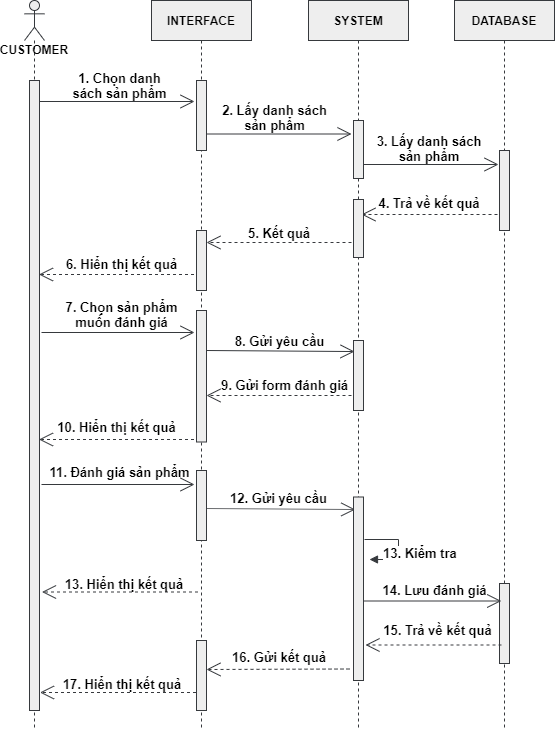 CUSTOMER
INTERFACE
SYSTEM
DATABASE
1. Chọn danh
sách sản phẩm
2. Lấy danh sách
sản phẩm
3. Lấy danh sách
sản phẩm
4. Trả về kết quả
5. Kết quả
6. Hiển thị kết quả
7. Chọn sản phẩm
muốn đánh giá
8. Gửi yêu cầu
9. Gửi form đánh giá
10. Hiển thị kết quả
11. Đánh giá sản phẩm
12. Gửi yêu cầu
13. Kiểm tra
13. Hiển thị kết quả
14. Lưu đánh giá
15. Trả về kết quả
16. Gửi kết quả
17. Hiển thị kết quả